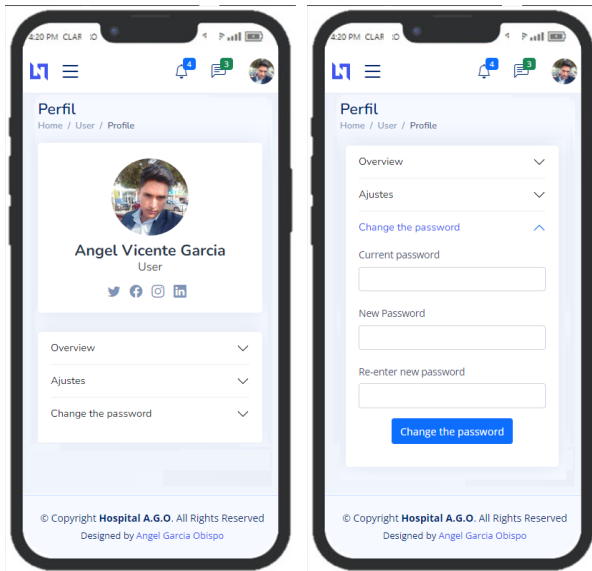 4:20 PM CLAR
4
3
Perfil
Home / User / Profile
Angel Vicente Garcia
User
Overview
Ajustes
Change the password
© Copyright Hospital A.G.O. All Rights Reserved
Designed by Angel Garcia Obispo
4:20 PM CLAR
4
3
Perfil
Home / User / Profile
Overview
Ajustes
Change the password
Current password
New Password
Re-enter new password
Change the password
© Copyright Hospital A.G.O. All Rights Reserved
Designed by Angel Garcia Obispo